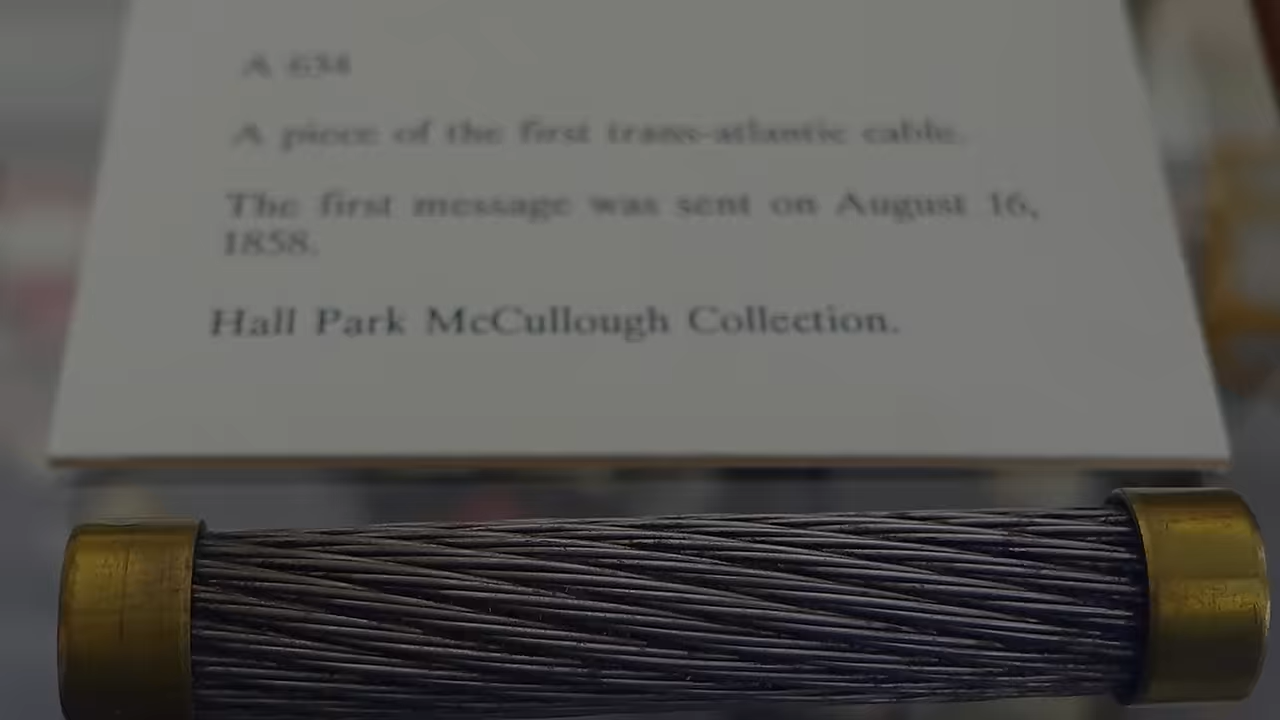 A 634
A piece of the first trans-atlantic cable.
The first message was sent on August 16,
1858.
Hall Park McCullough Collection.